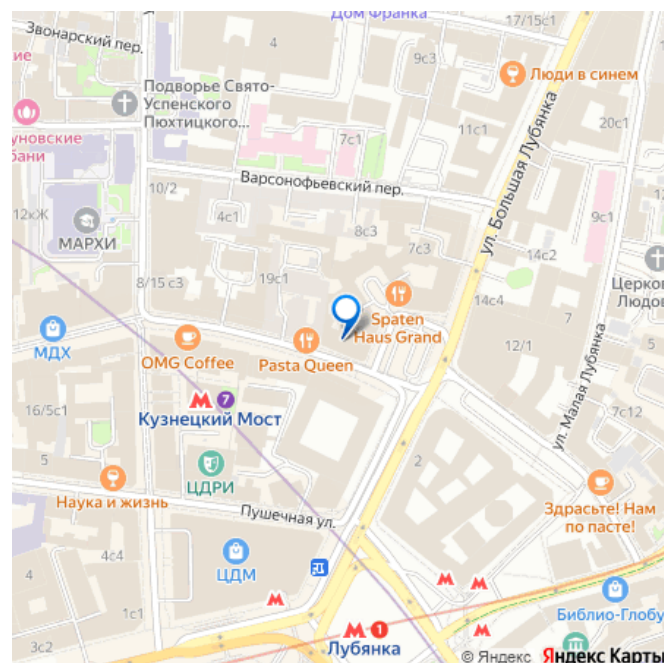 Звонарский пер.
Дом Франка
17/15с1
4
9с3
Люди в синем
Подворье Свято-
Успенского
Пюхтицкого...
уновские
бани
7с1
11с1
20с1
ул. Большая Лубянка
Варсонофьевский пер.
10/2
12кЖ
МАРХИ
4с1
8с3
7с3
9с1
14с2
Церков
Людов
8/15 с3
19с1
14с4
Spaten
Haus Grand
МДХ
OMG Coffee
Pasta Queen
12/1
ул. Малая Лубянка
7
Кузнецкий Мост
16/5с1
7с12
5
5
ЦДРИ
2
Наука и жизнь
Здрасьте! Нам
по пасте!
Пушечная ул.
4с4
4
ЦДМ
1с1
Библио-Глобу
1
Лубянка
3с2
© Яндекс Яндекс Карты